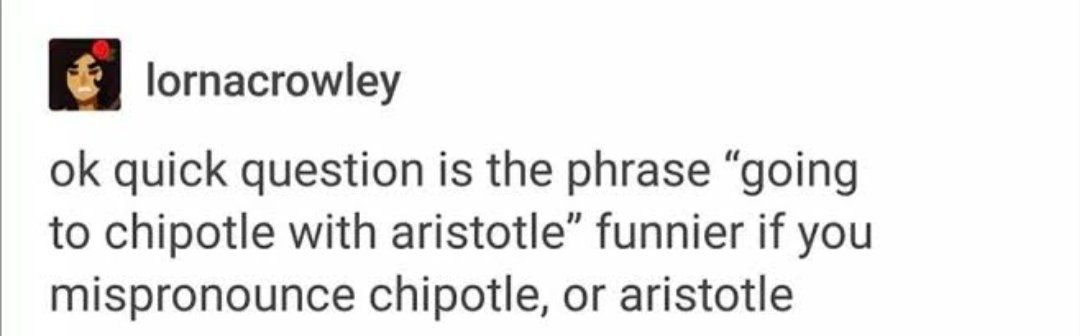 lornacrowley
ok quick question is the phrase “going
to chipotle with aristotle” funnier if you
mispronounce chipotle, or aristotle